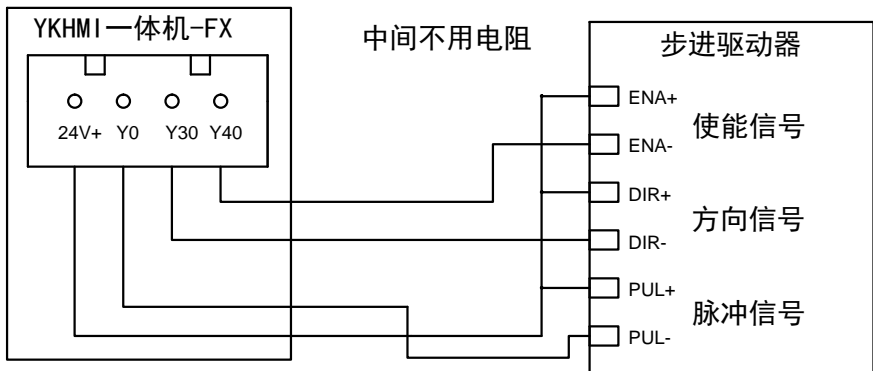 YKHMI一体机-FX
中间不用电阻
步进驱动器
24V+ Y0 Y30 Y40
ENA+
使能信号
ENA-
DIR+
方向信号
DIR-
PUL+
脉冲信号
PUL-